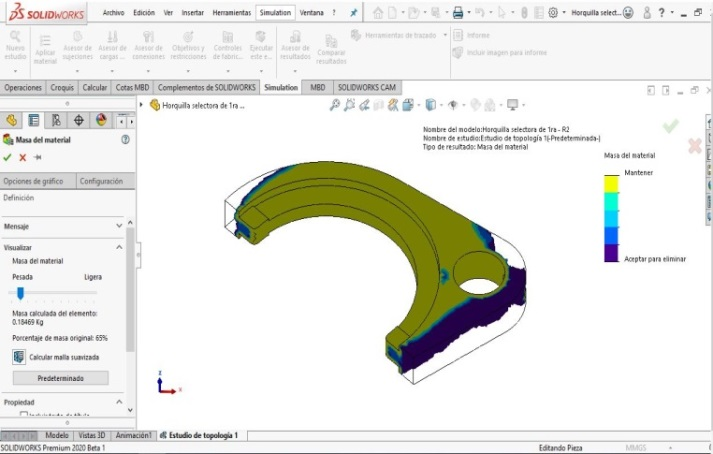 SOLIDWORKS
Archivo Edición Ver Insertar Herramientas Simulation Ventana
Horquilla select...
Nuevo estudio
Aplicar material
Asesor de sujeciones
Asesor de cargas ...
Asesor de conexiones
Objetivos y restricciones
Controles de fabric...
Ejecutar este e...
Asesor de resultados
Comparar resultados
Herramientas de trazado
Informe
Incluir imagen para informe
Operaciones Croquis Calcular Cotas MBD Complementos de SOLIDWORKS Simulation MBD SOLIDWORKS CAM
Horquilla selectora de 1ra ...
Masa del material
Opciones de gráfico Configuración
Definición
Mensaje
Visualizar
Masa del material
Pesada Ligera
Masa calculada del elemento:
0.18469 Kg
Porcentaje de masa original: 65%
Calcular malla suavizada
Predeterminado
Propiedad
Nombre del modelo:Horquilla selectora de 1ra - R2
Nombre de estudio:Estudio de topología 1(-Predeterminada-)
Tipo de resultado: Masa del material
Masa del material
Mantener
Aceptar para eliminar
Modelo Vistas 3D Animación1 Estudio de topología 1
SOLIDWORKS Premium 2020 Beta 1
Editando Pieza
MMGS